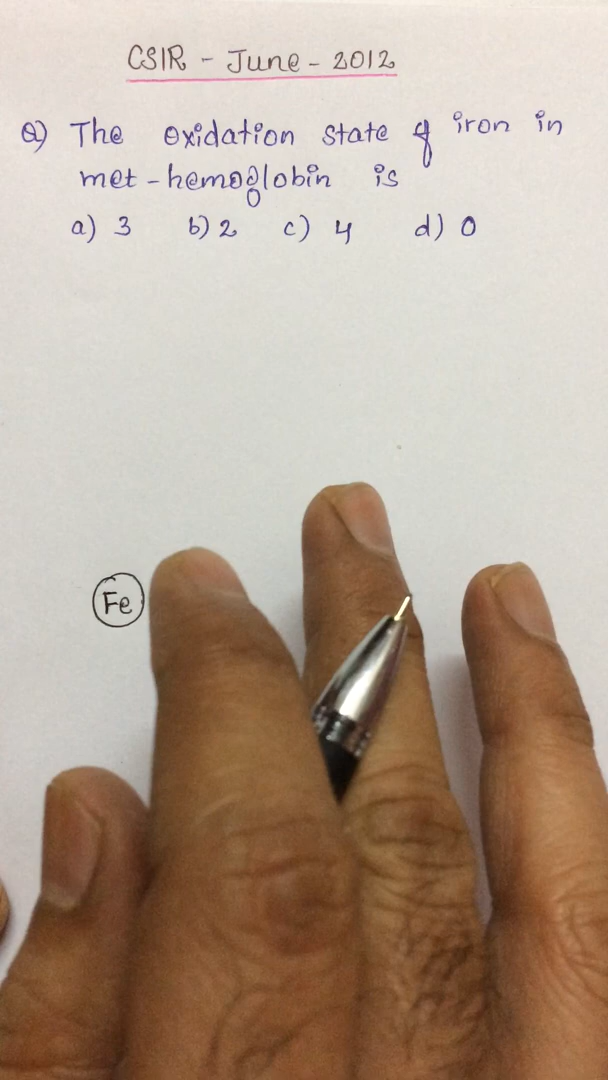 CSIR - June - 2012
Q) The oxidation state of iron in
met-hemoglobin is
a) 3 b) 2 c) 4 d) 0
Fe